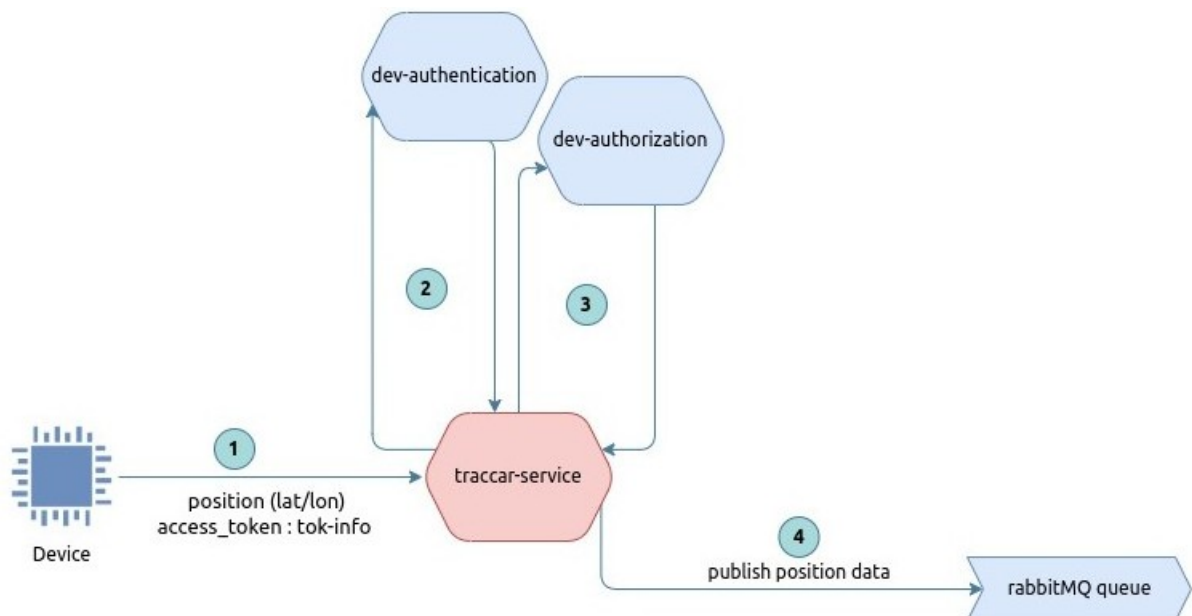 dev-authentication
dev-authorization
2
3
1
position (lat/lon)
access_token : tok-info
Device
traccar-service
4
publish position data
rabbitMQ queue